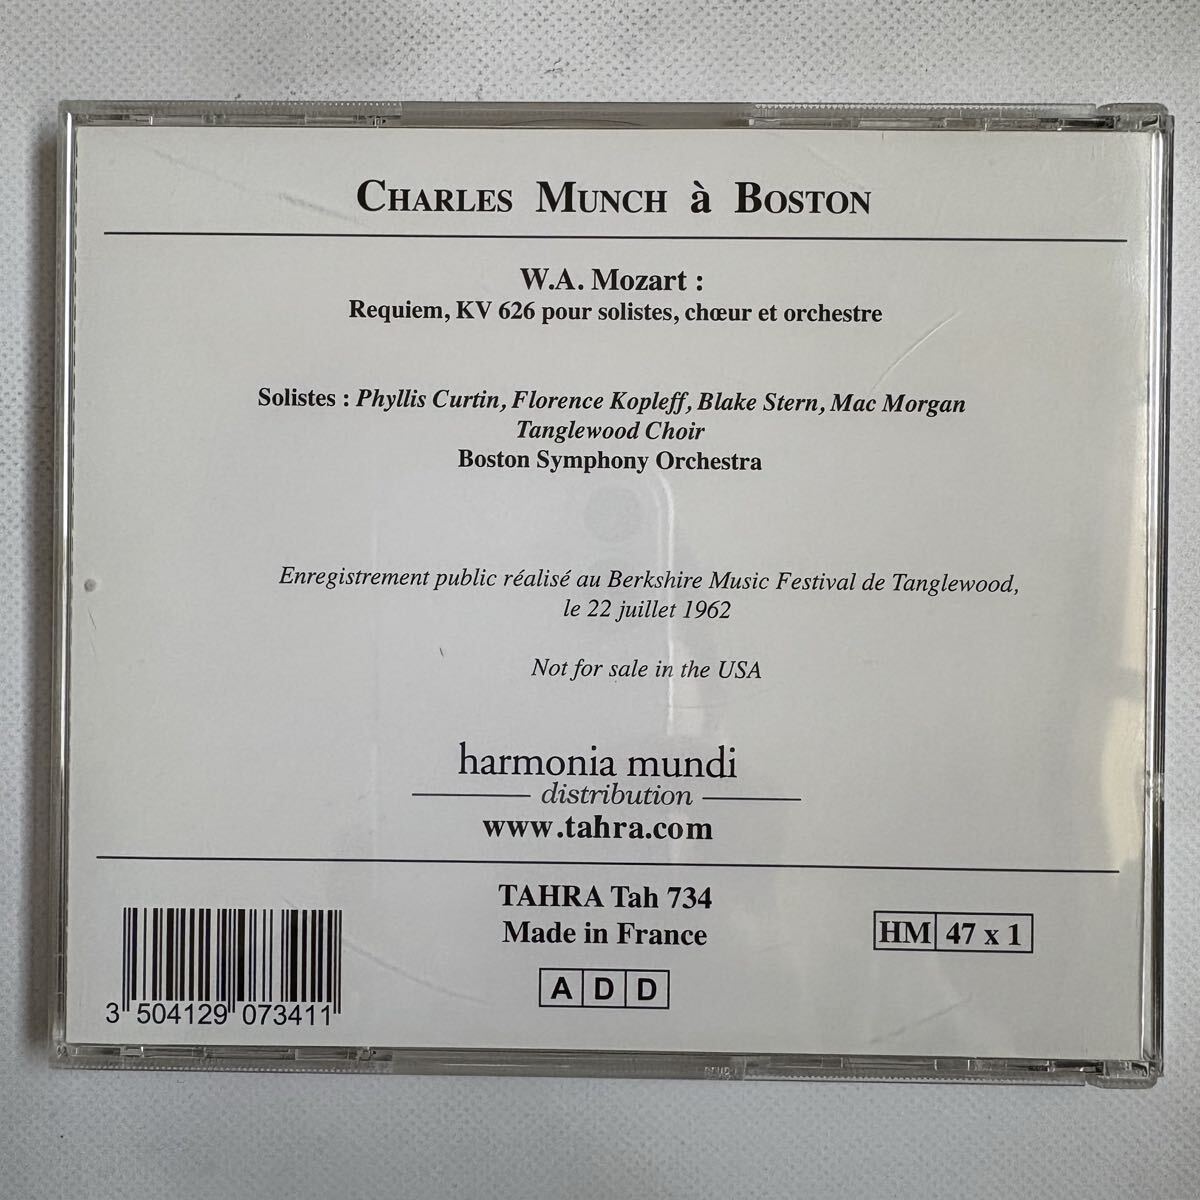 CHARLES MUNCH à BOSTON
W.A. Mozart :
Requiem, KV 626 pour solistes, chœur et orchestre
Solistes : Phyllis Curtin, Florence Kopleff, Blake Stern, Mac Morgan
Tanglewood Choir
Boston Symphony Orchestra
Enregistrement public réalisé au Berkshire Music Festival de Tanglewood,
le 22 juillet 1962
Not for sale in the USA
harmonia mundi
distribution
www.tahra.com
TAHRA Tah 734
Made in France
HM 47 x 1
A D D
3 504129 073411